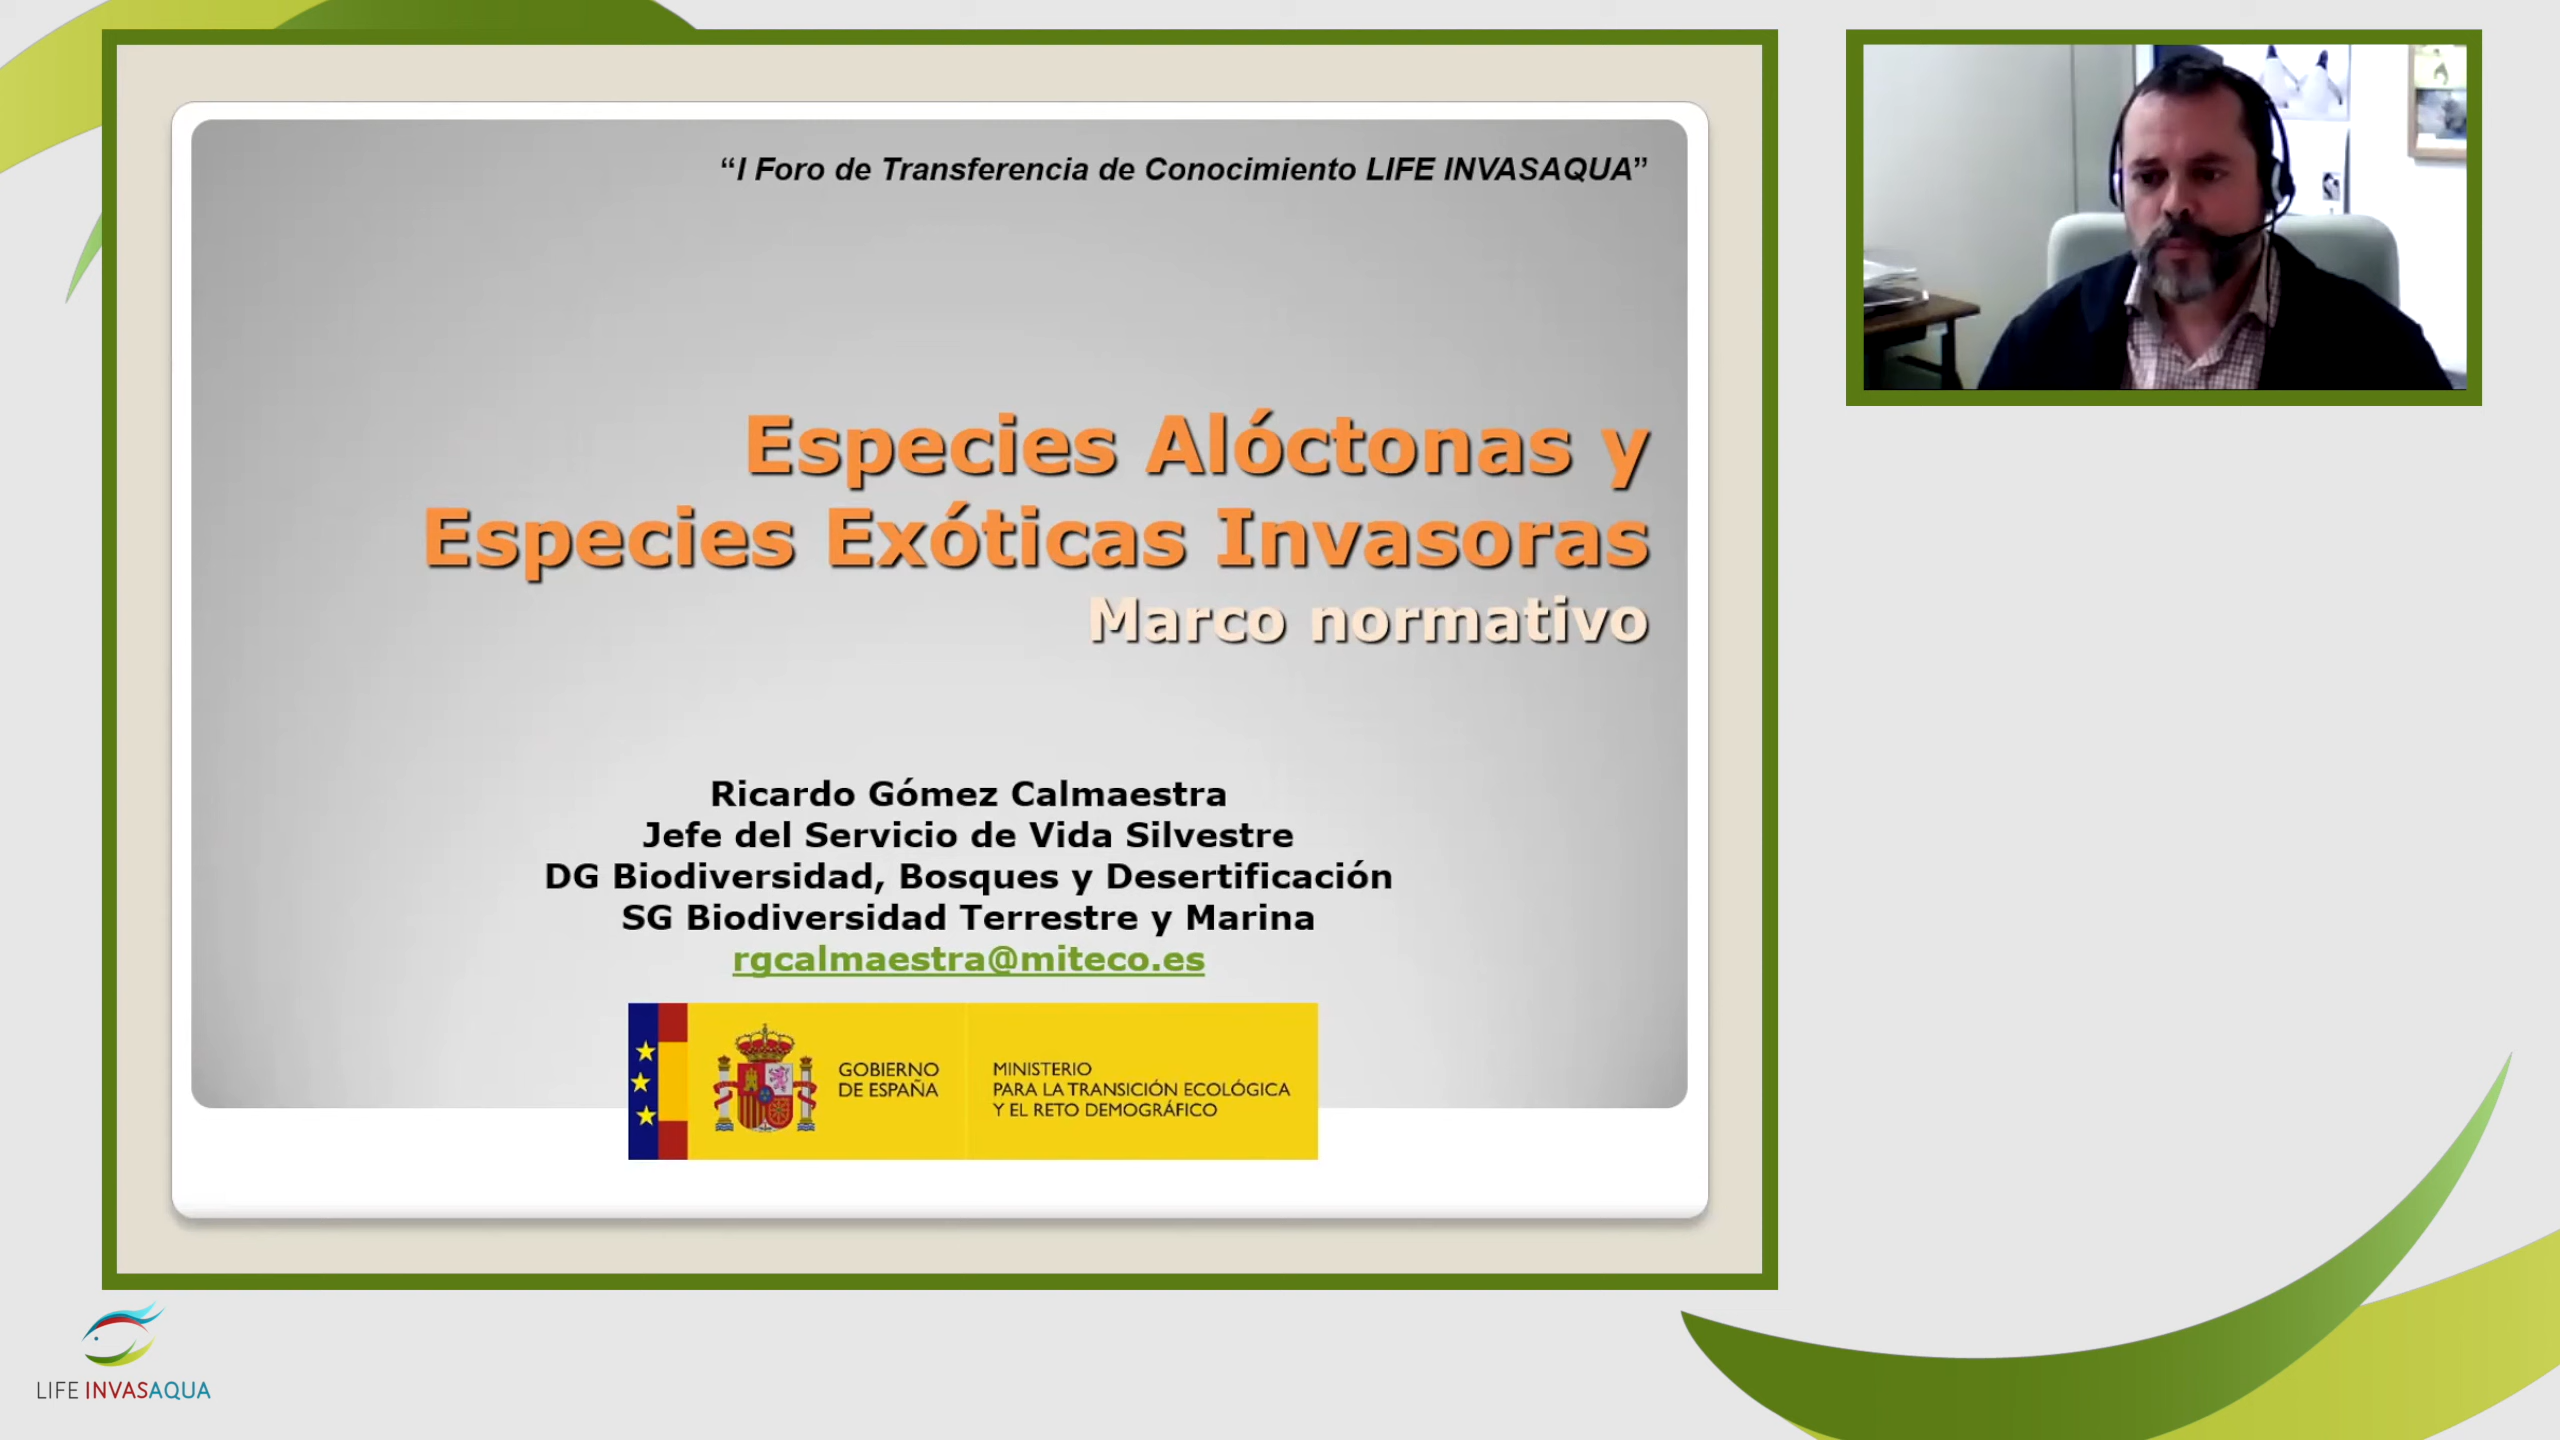 “I Foro de Transferencia de Conocimiento LIFE INVASAQUA”
Especies Alóctonas y
Especies Exóticas Invasoras
Marco normativo
Ricardo Gómez Calmaestra
Jefe del Servicio de Vida Silvestre
DG Biodiversidad, Bosques y Desertificación
SG Biodiversidad Terrestre y Marina
rgcalmaestra@miteco.es
GOBIERNO
DE ESPAÑA
MINISTERIO
PARA LA TRANSICIÓN ECOLÓGICA
Y EL RETO DEMOGRÁFICO
LIFE INVASAQUA